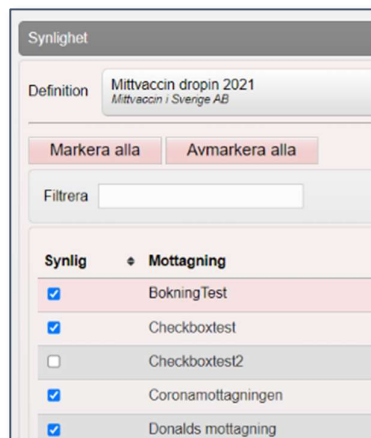 Synlighet
Definition
Mittvaccin dropin 2021
Mittvaccin i Sverige AB
Markera alla Avmarkera alla
Filtrera
Synlig Mottagning
BokningTest
Checkboxtest
Checkboxtest2
Coronamottagningen
Donalds mottagning